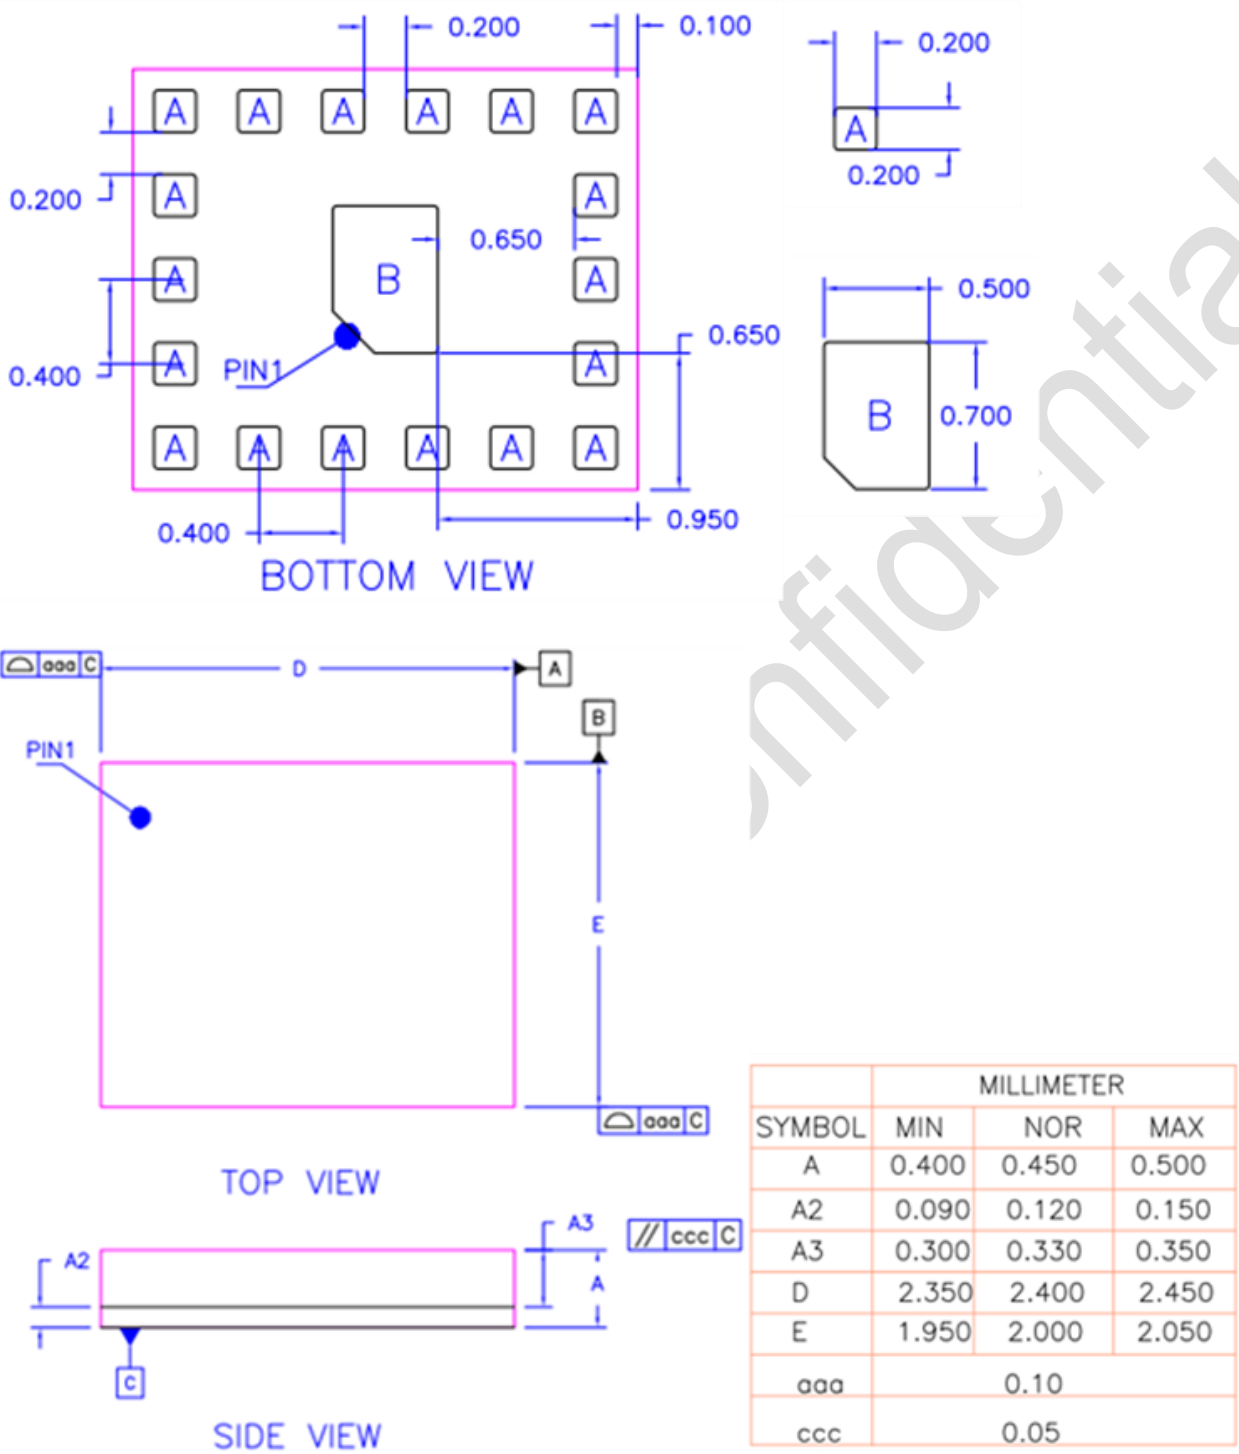 0.200
0.100
A A A A A A
0.200
A A
0.650
B
A A
0.650
0.400
A A
PIN1
A A A A A A
0.400
0.950
BOTTOM VIEW
0.200
A
0.200
0.500
B
0.700
aaa C
D
A
B
PIN1
E
aaa C
TOP VIEW
A3
// ccc C
A2
A
C
SIDE VIEW
MILLIMETER
SYMBOL MIN NOR MAX
A 0.400 0.450 0.500
A2 0.090 0.120 0.150
A3 0.300 0.330 0.350
D 2.350 2.400 2.450
E 1.950 2.000 2.050
aaa 0.10
ccc 0.05
nfidential